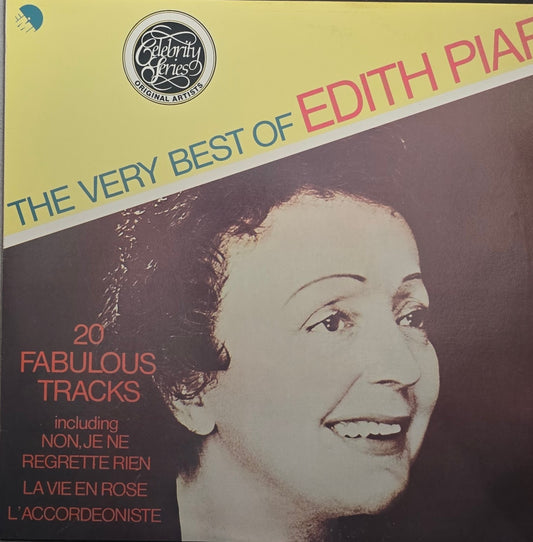 Celebrity
Series
ORIGINAL ARTISTS
THE VERY BEST OF EDITH PIAF
20
FABULOUS
TRACKS
including
NON, JE NE
REGRETTE RIEN
LA VIE EN ROSE
L'ACCORDEONISTE